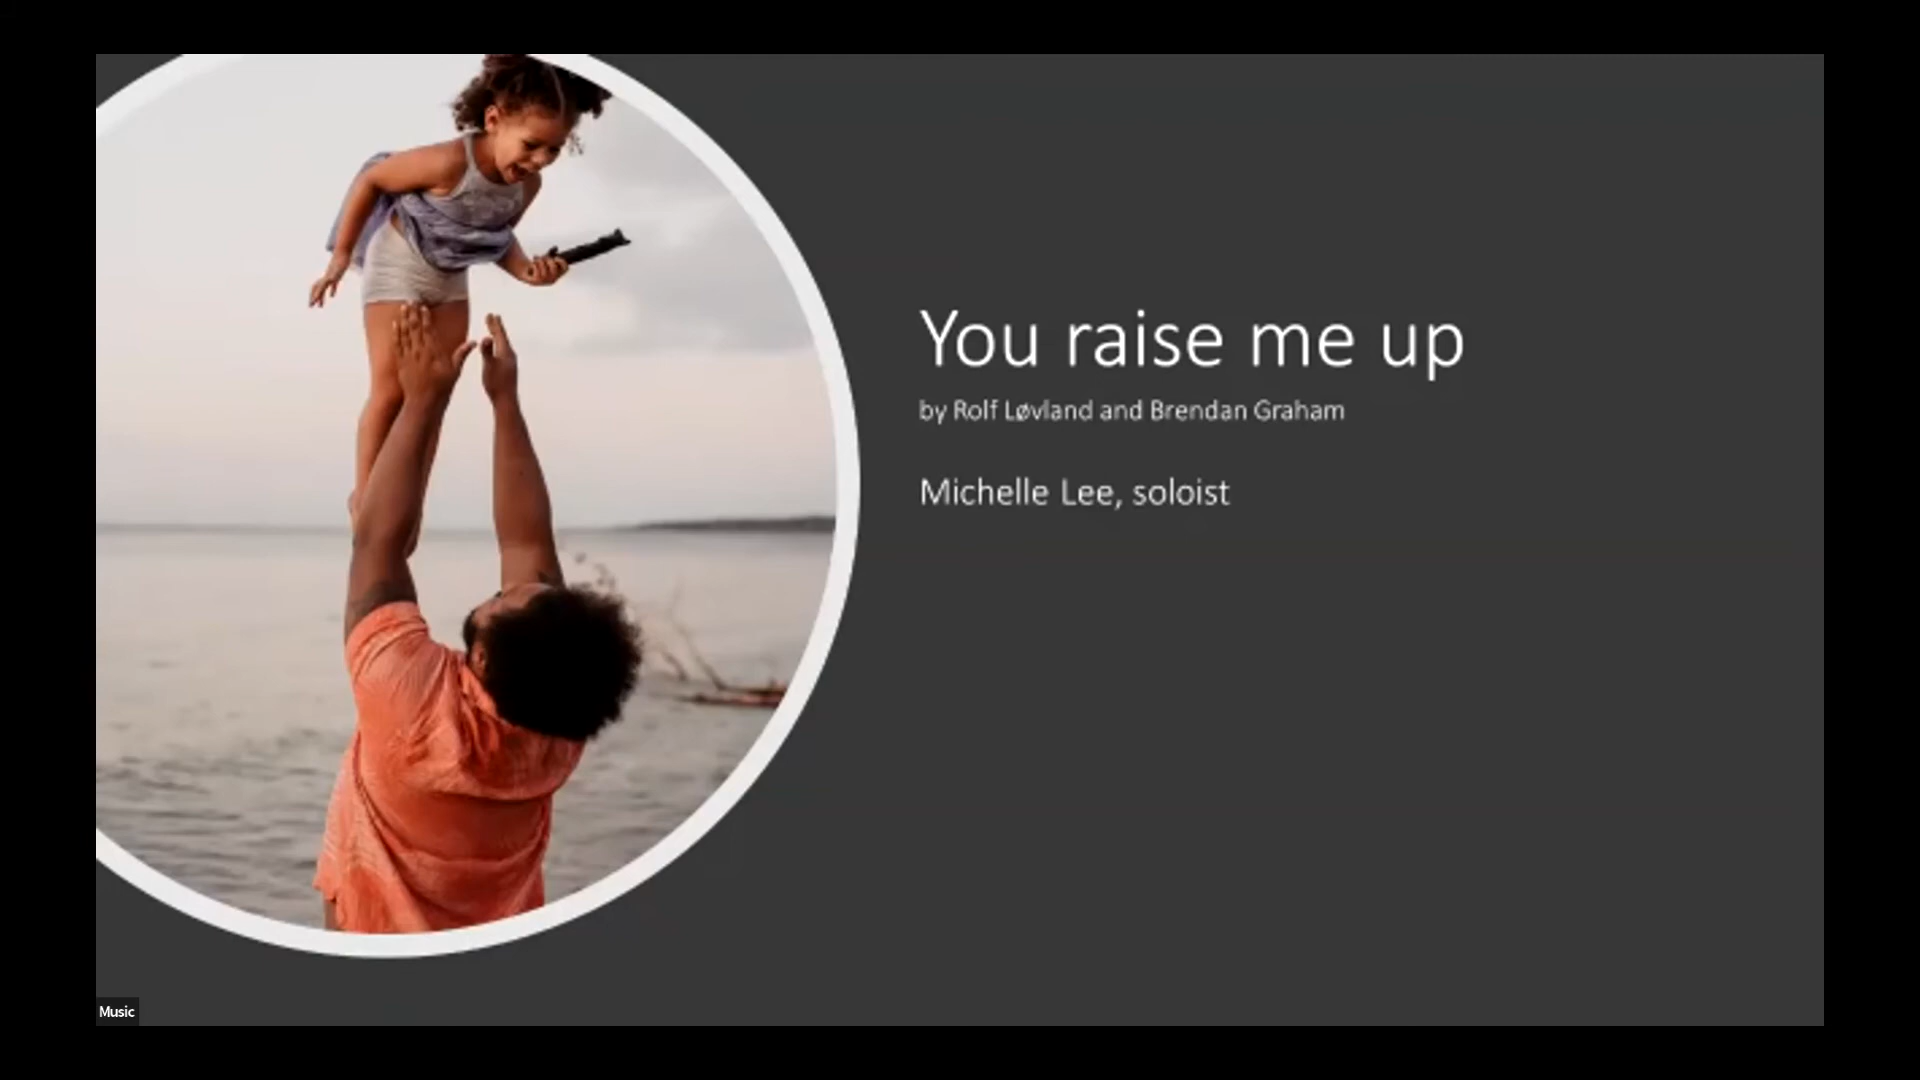 You raise me up
by Rolf Løvland and Brendan Graham
Michelle Lee, soloist
Music